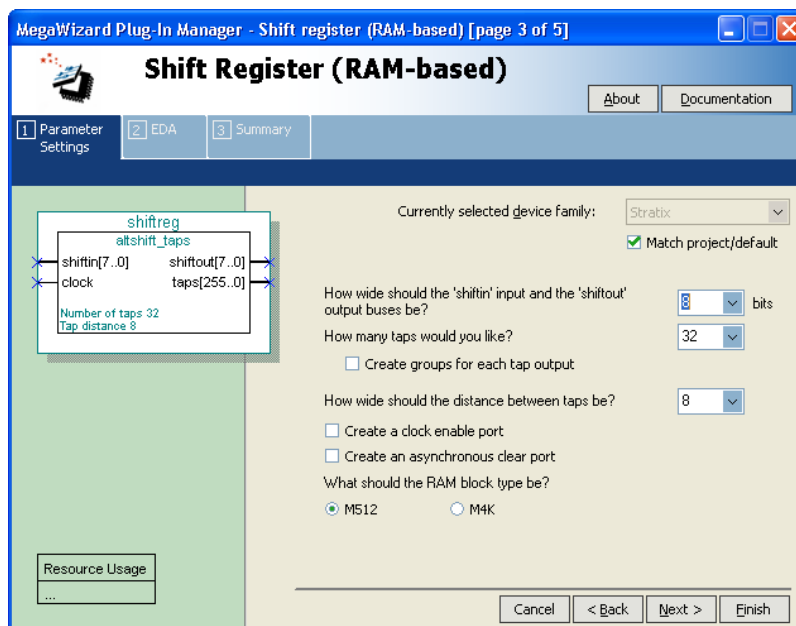 MegaWizard Plug-In Manager - Shift register (RAM-based) [page 3 of 5]
Shift Register (RAM-based)
About
Documentation
1 Parameter Settings
2 EDA
3 Summary
shiftreg
altshift_taps
shiftin[7..0] shiftout[7..0]
clock taps[255..0]
Number of taps 32
Tap distance 8
Resource Usage
...
Currently selected device family: Stratix
Match project/default
How wide should the 'shiftin' input and the 'shiftout'
output buses be? 8 bits
How many taps would you like? 32
Create groups for each tap output
How wide should the distance between taps be? 8
Create a clock enable port
Create an asynchronous clear port
What should the RAM block type be?
M512 M4K
Cancel < Back Next > Finish